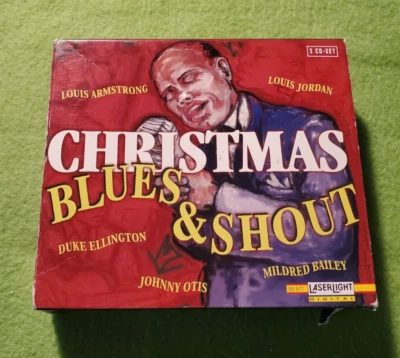 3 CD-SET
LOUIS ARMSTRONG
LOUIS JORDAN
CHRISTMAS
BLUES
& SHOUT
DUKE ELLINGTON
MILDRED BAILEY
JOHNNY OTIS
LASERLIGHT
DIGITAL